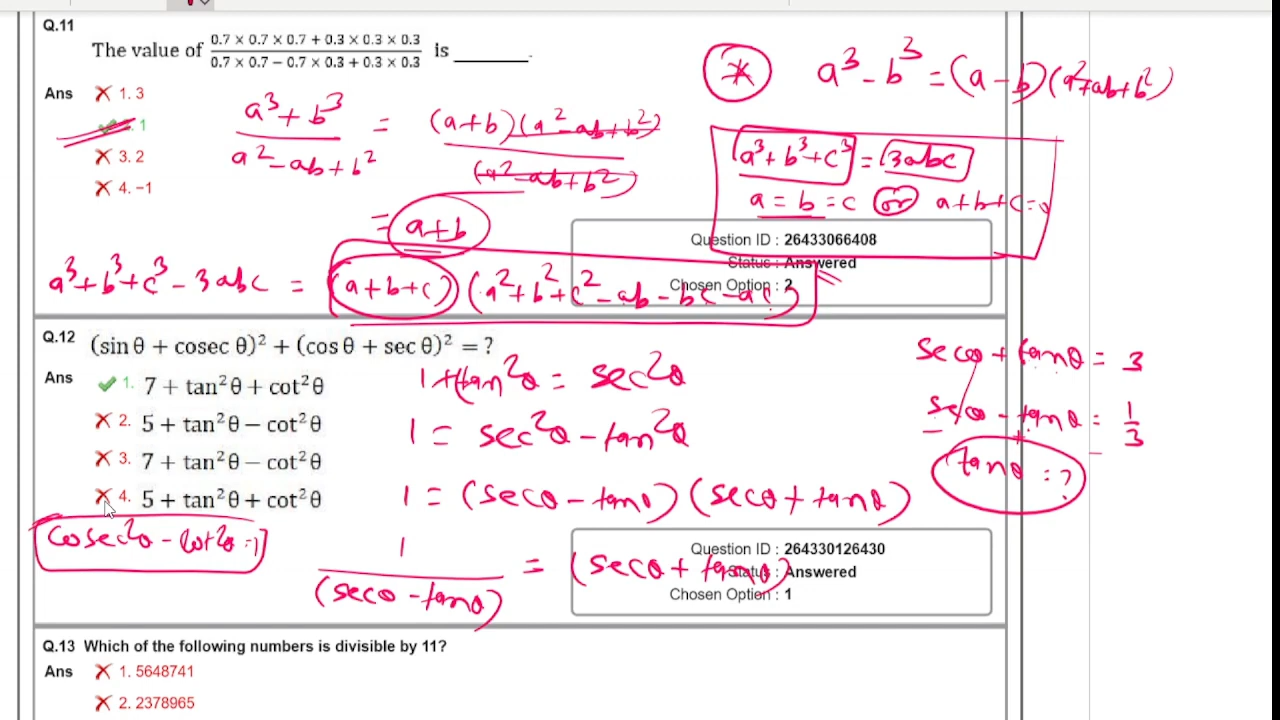 Q.11
The value of (0.7 × 0.7 × 0.7 + 0.3 × 0.3 × 0.3)/(0.7 × 0.7 − 0.7 × 0.3 + 0.3 × 0.3) is ______.
Ans 1. 3
1
3. 2
4. −1
(a³ + b³)/(a² − ab + b²) = (a+b)(a² − ab + b²)/(a² − ab + b²)
= a+b
* a³ − b³ = (a − b)(a² + ab + b²)
a³ + b³ + c³ = 3abc
a = b = c or a+b+c=0
Question ID : 26433066408
Status : Answered
Chosen Option : 2
a³ + b³ + c³ − 3abc = (a+b+c)(a² + b² + c² − ab − bc − ac)
Q.12 (sin θ + cosec θ)² + (cos θ + sec θ)² = ?
Ans 1. 7 + tan²θ + cot²θ
2. 5 + tan²θ − cot²θ
3. 7 + tan²θ − cot²θ
4. 5 + tan²θ + cot²θ
1 + tan²θ = sec²θ
1 = sec²θ − tan²θ
1 = (secθ − tanθ)(secθ + tanθ)
1/(secθ − tanθ) = (secθ + tanθ)
cosec²θ − cot²θ = 1
secθ + tanθ = 3
secθ − tanθ = 1/3
− + −
tanθ = ?
Question ID : 264330126430
Status : Answered
Chosen Option : 1
Q.13 Which of the following numbers is divisible by 11?
Ans 1. 5648741
2. 2378965